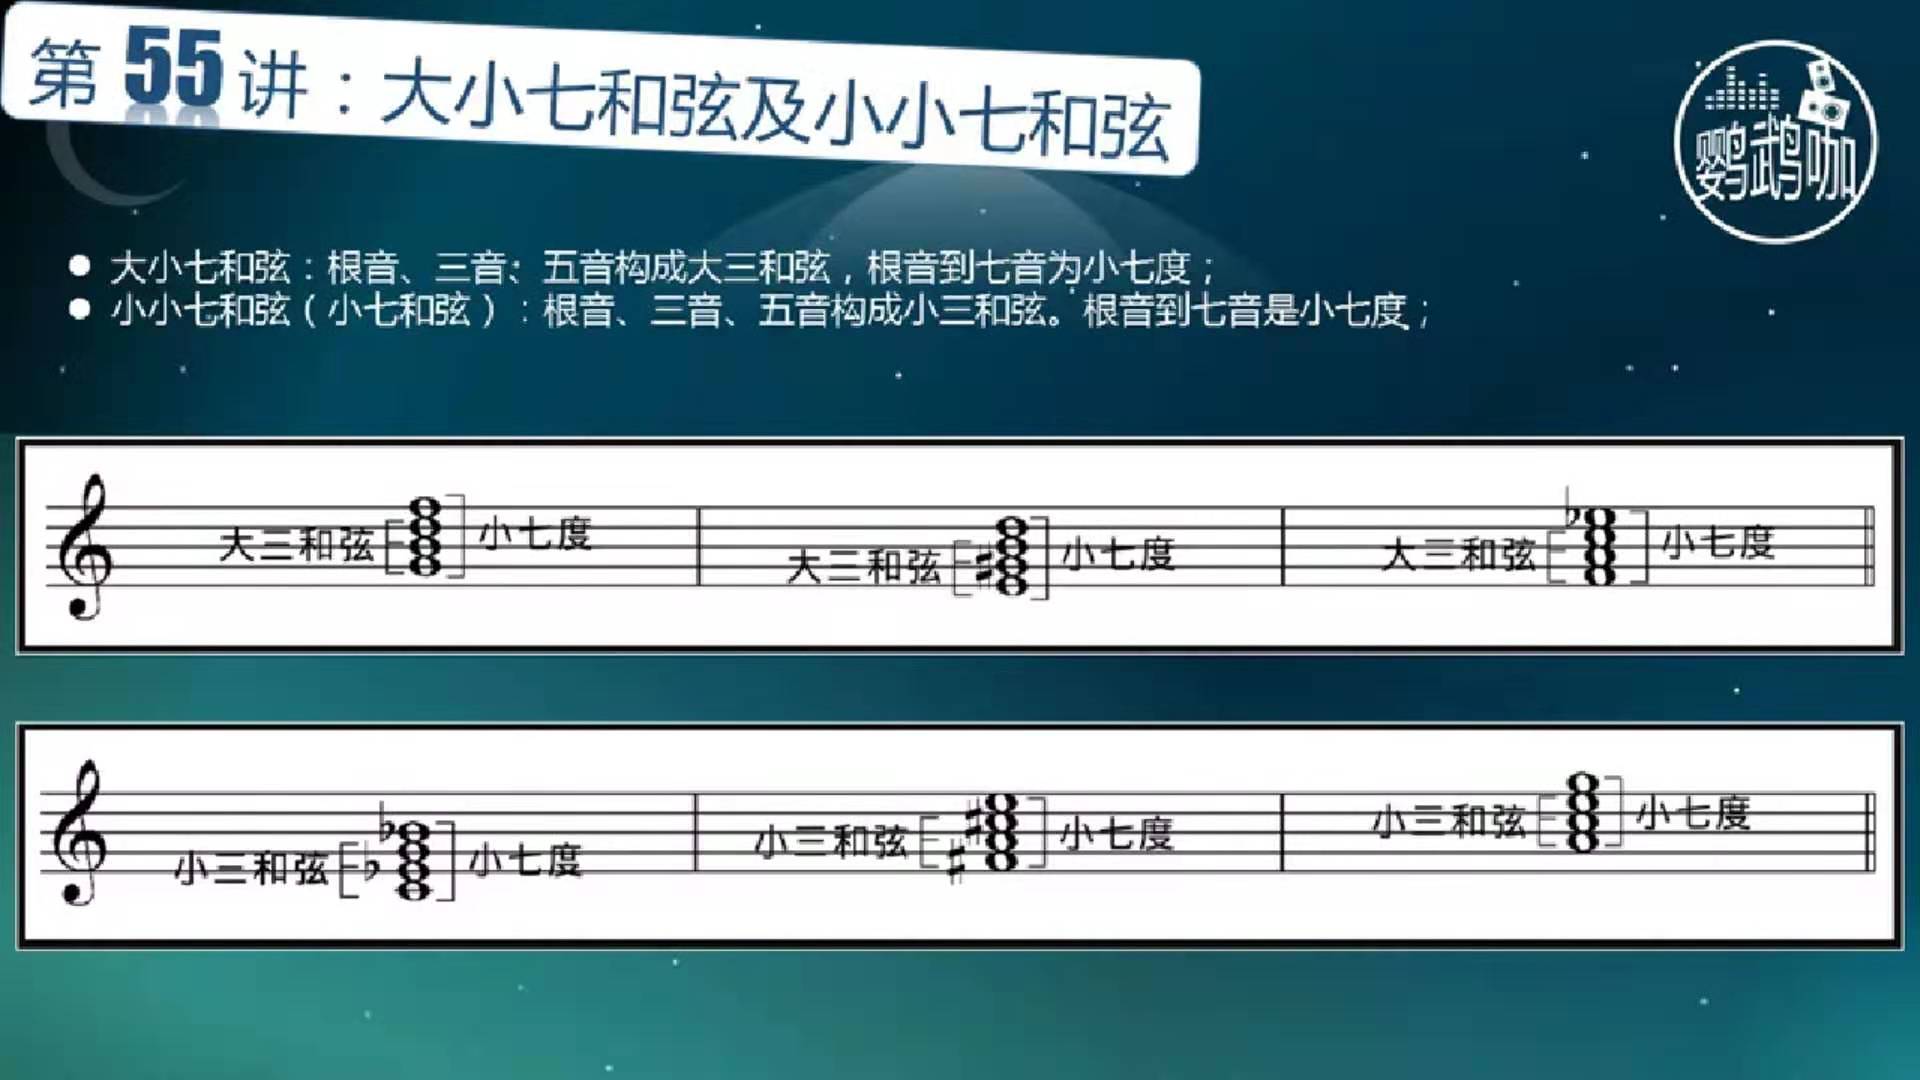 第55讲：大小七和弦及小小七和弦
鹦鹉咖
● 大小七和弦：根音、三音、五音构成大三和弦，根音到七音为小七度；
● 小小七和弦（小七和弦）：根音、三音、五音构成小三和弦。根音到七音是小七度；
大三和弦 小七度 大三和弦 小七度 大三和弦 小七度
小三和弦 小七度 小三和弦 小七度 小三和弦 小七度